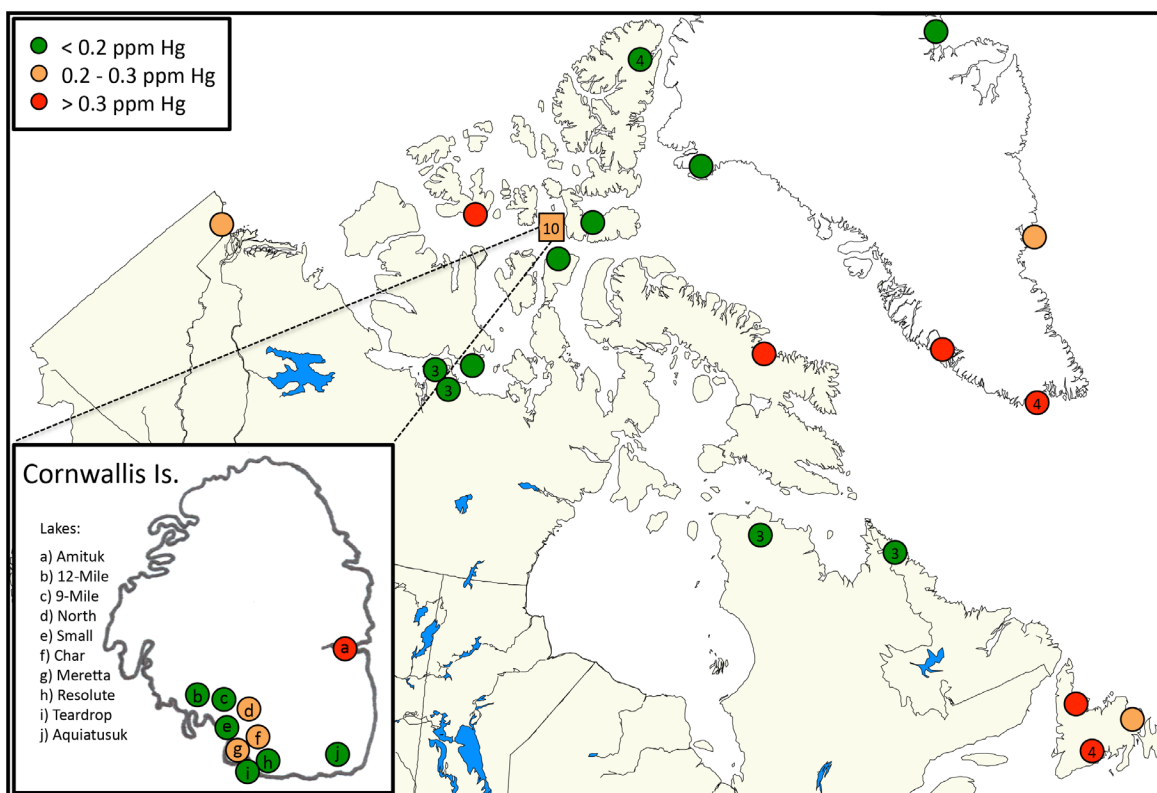 < 0.2 ppm Hg
0.2 - 0.3 ppm Hg
> 0.3 ppm Hg
4
10
3
3
4
3
3
4
Cornwallis Is.
Lakes:
a) Amituk
b) 12-Mile
c) 9-Mile
d) North
e) Small
f) Char
g) Meretta
h) Resolute
i) Teardrop
j) Aquiatusuk
a
b
c
d
e
f
g
h
i
j